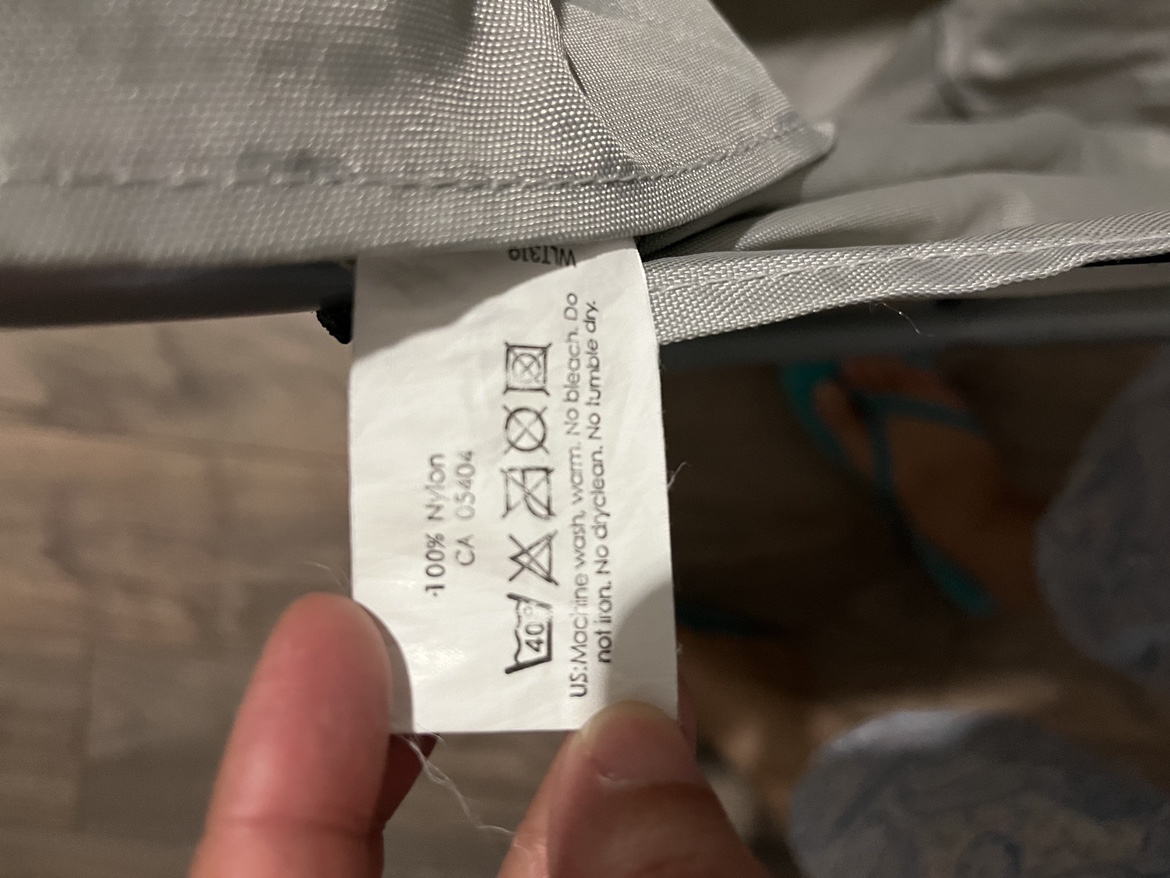 100% Nylon
CA 05404
40°
US:Machine wash, warm. No bleach. Do
not iron. No dryclean. No tumble dry.
WLT319